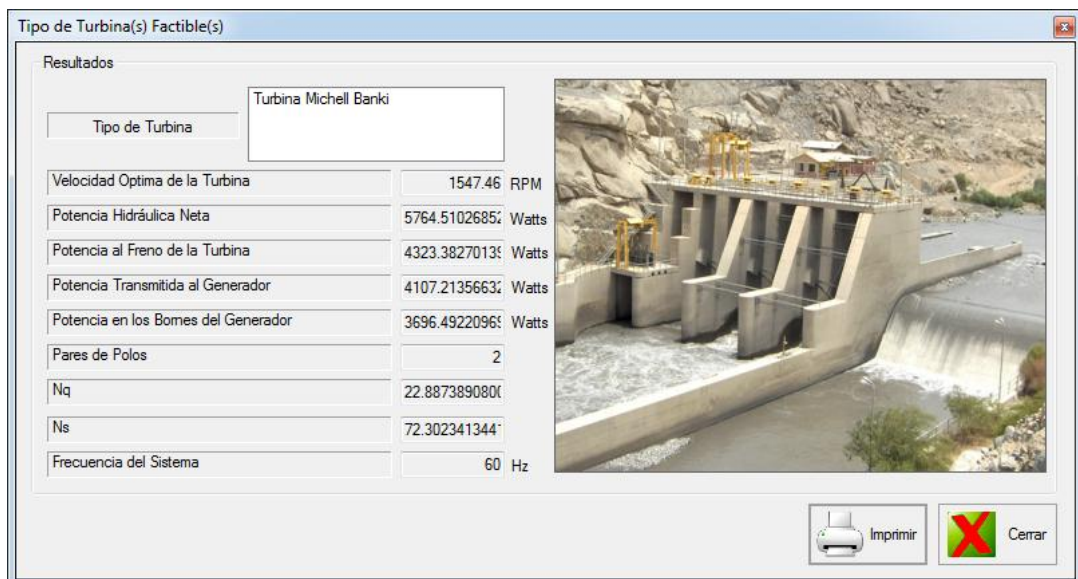 Tipo de Turbina(s) Factible(s)
Resultados
Tipo de Turbina Turbina Michell Banki
Velocidad Optima de la Turbina 1547.46 RPM
Potencia Hidráulica Neta 5764.51026852 Watts
Potencia al Freno de la Turbina 4323.38270139 Watts
Potencia Transmitida al Generador 4107.21356632 Watts
Potencia en los Bornes del Generador 3696.49220969 Watts
Pares de Polos 2
Nq 22.8873890800
Ns 72.3023413441
Frecuencia del Sistema 60 Hz
Imprimir Cerrar